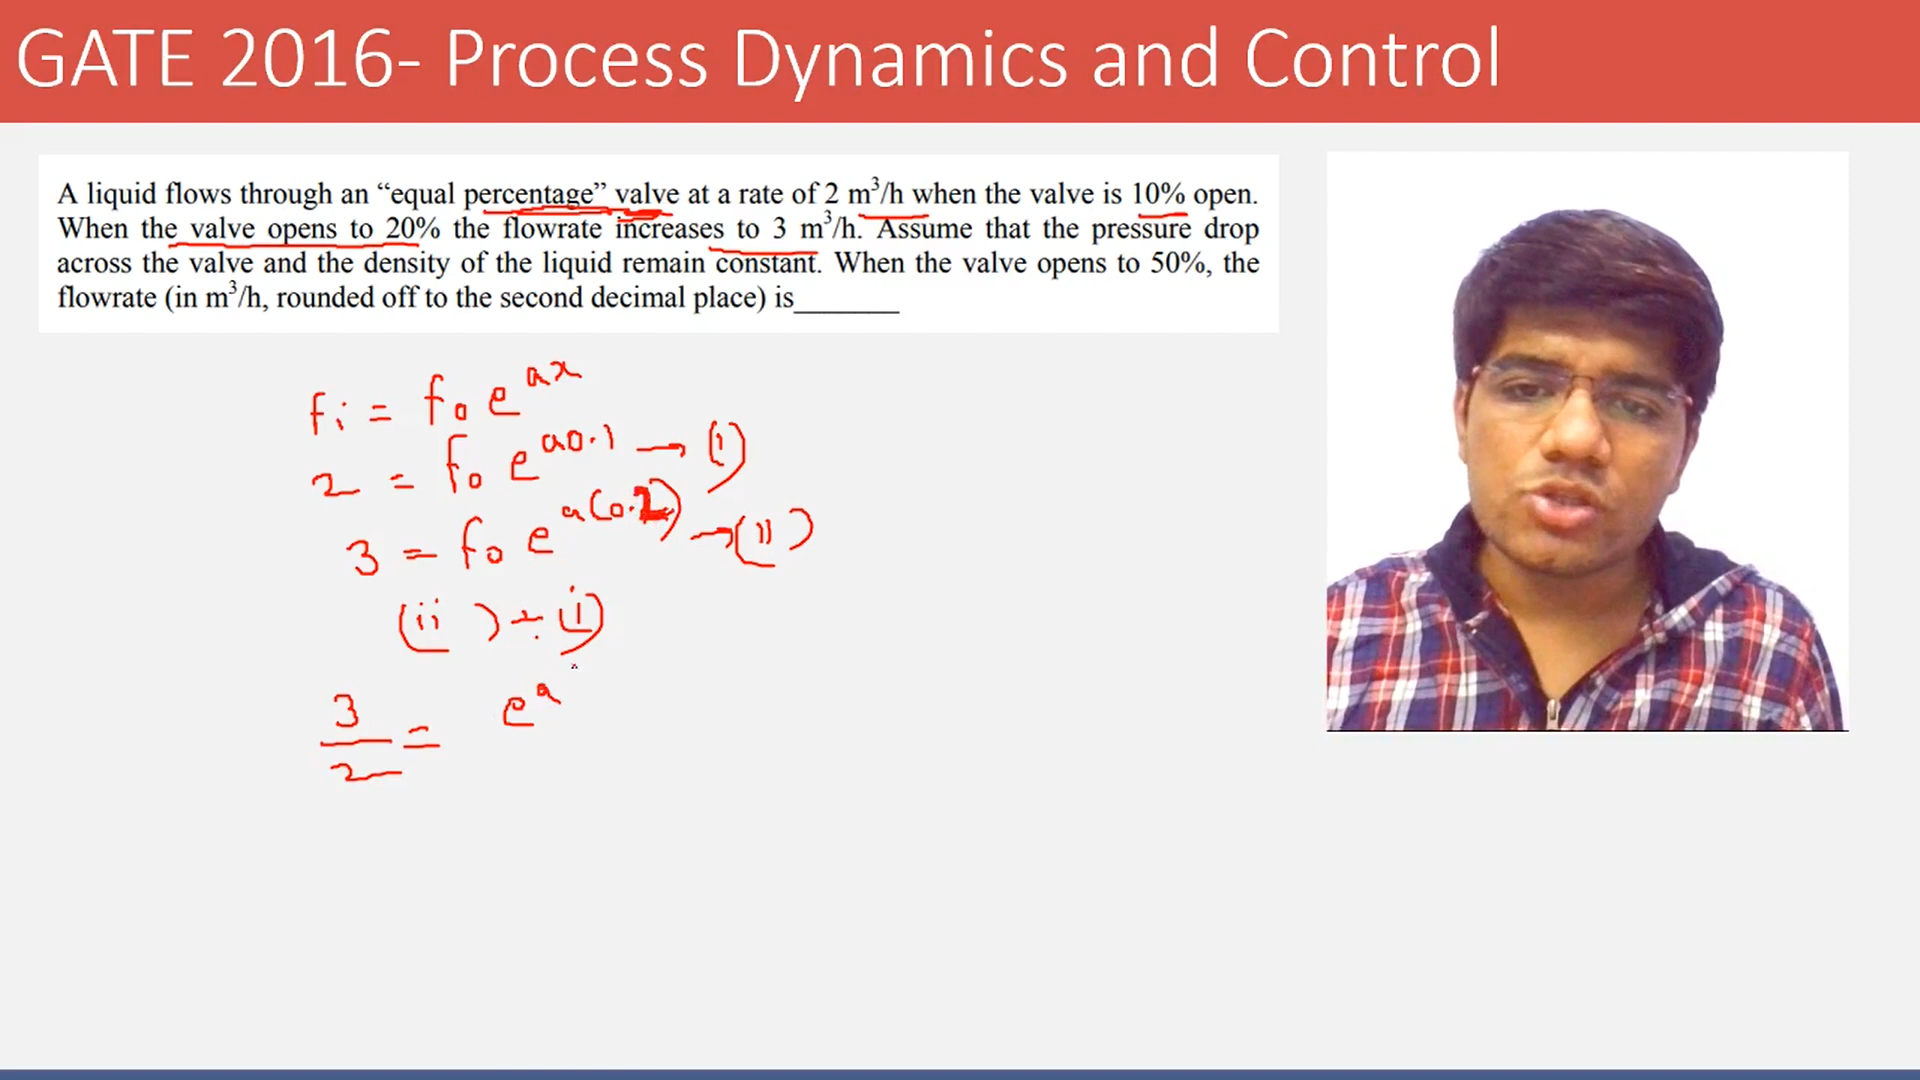 GATE 2016- Process Dynamics and Control
A liquid flows through an “equal percentage” valve at a rate of 2 m³/h when the valve is 10% open.
When the valve opens to 20% the flowrate increases to 3 m³/h. Assume that the pressure drop
across the valve and the density of the liquid remain constant. When the valve opens to 50%, the
flowrate (in m³/h, rounded off to the second decimal place) is_______
fi = f₀ e^ax
2 = f₀ e^a0.1 → (i)
3 = f₀ e^a(0.2) → (ii)
(ii) ÷ (i)
3/2 = e^a